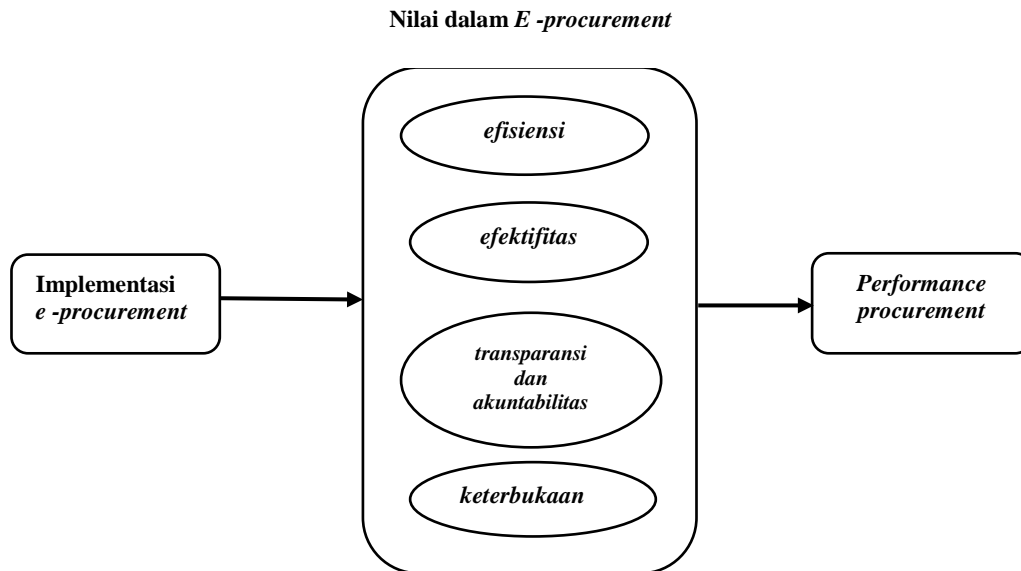 Nilai dalam E -procurement
efisiensi
efektifitas
Implementasi
e -procurement
transparansi
dan
akuntabilitas
keterbukaan
Performance
procurement